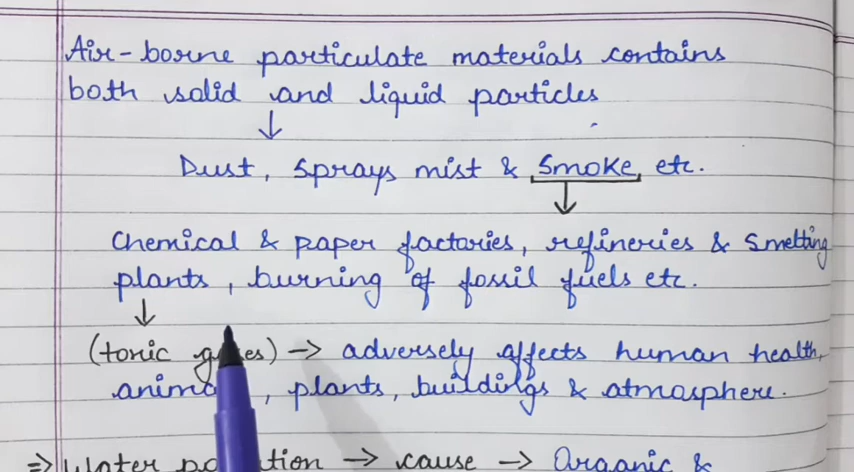 Air-borne particulate materials contains
both solid and liquid particles
↓
Dust, sprays mist & smoke, etc.
↓
Chemical & paper factories, refineries & smelting
plants, burning of fossil fuels etc.
↓
(toxic gases) → adversely affects human health,
plants, buildings & atmosphere.
⇒ Water → cause → Organic &